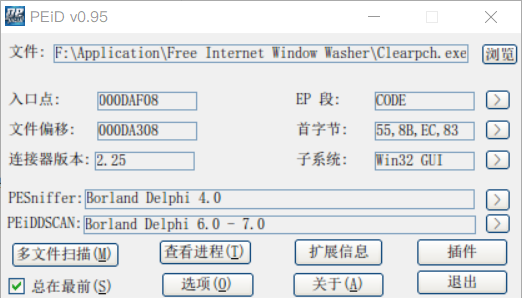 PEiD v0.95
文件: F:\Application\Free Internet Window Washer\Clearpch.exe 浏览
入口点: 000DAF08 EP 段: CODE >
文件偏移: 000DA308 首字节: 55,8B,EC,83 >
连接器版本: 2.25 子系统: Win32 GUI >
PESniffer: Borland Delphi 4.0 >
PEiDDSCAN: Borland Delphi 6.0 - 7.0 >
多文件扫描(M) 查看进程(T) 扩展信息 插件
总在最前(S) 选项(O) 关于(A) 退出